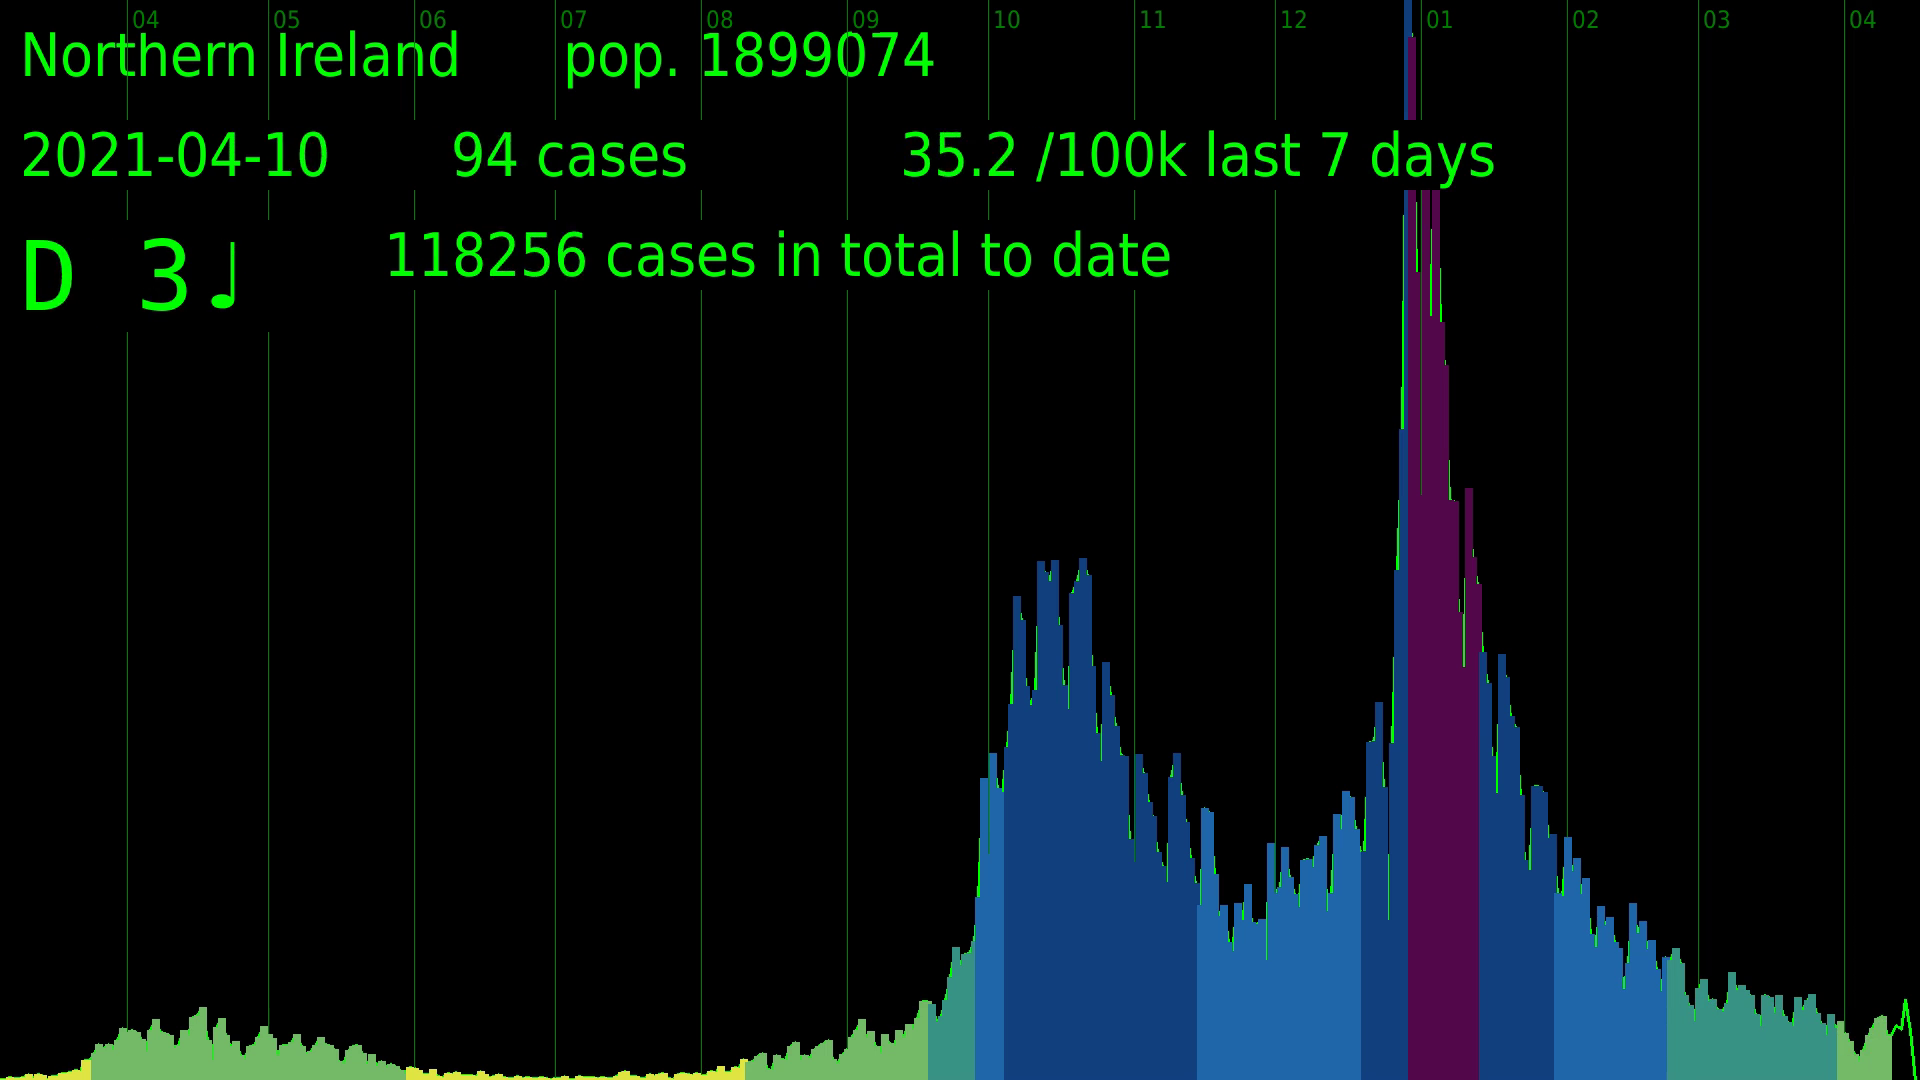 04 05 06 07 08 09 10 11 12 01 02 03 04
Northern Ireland pop. 1899074
2021-04-10 94 cases 35.2 /100k last 7 days
D 3♩ 118256 cases in total to date